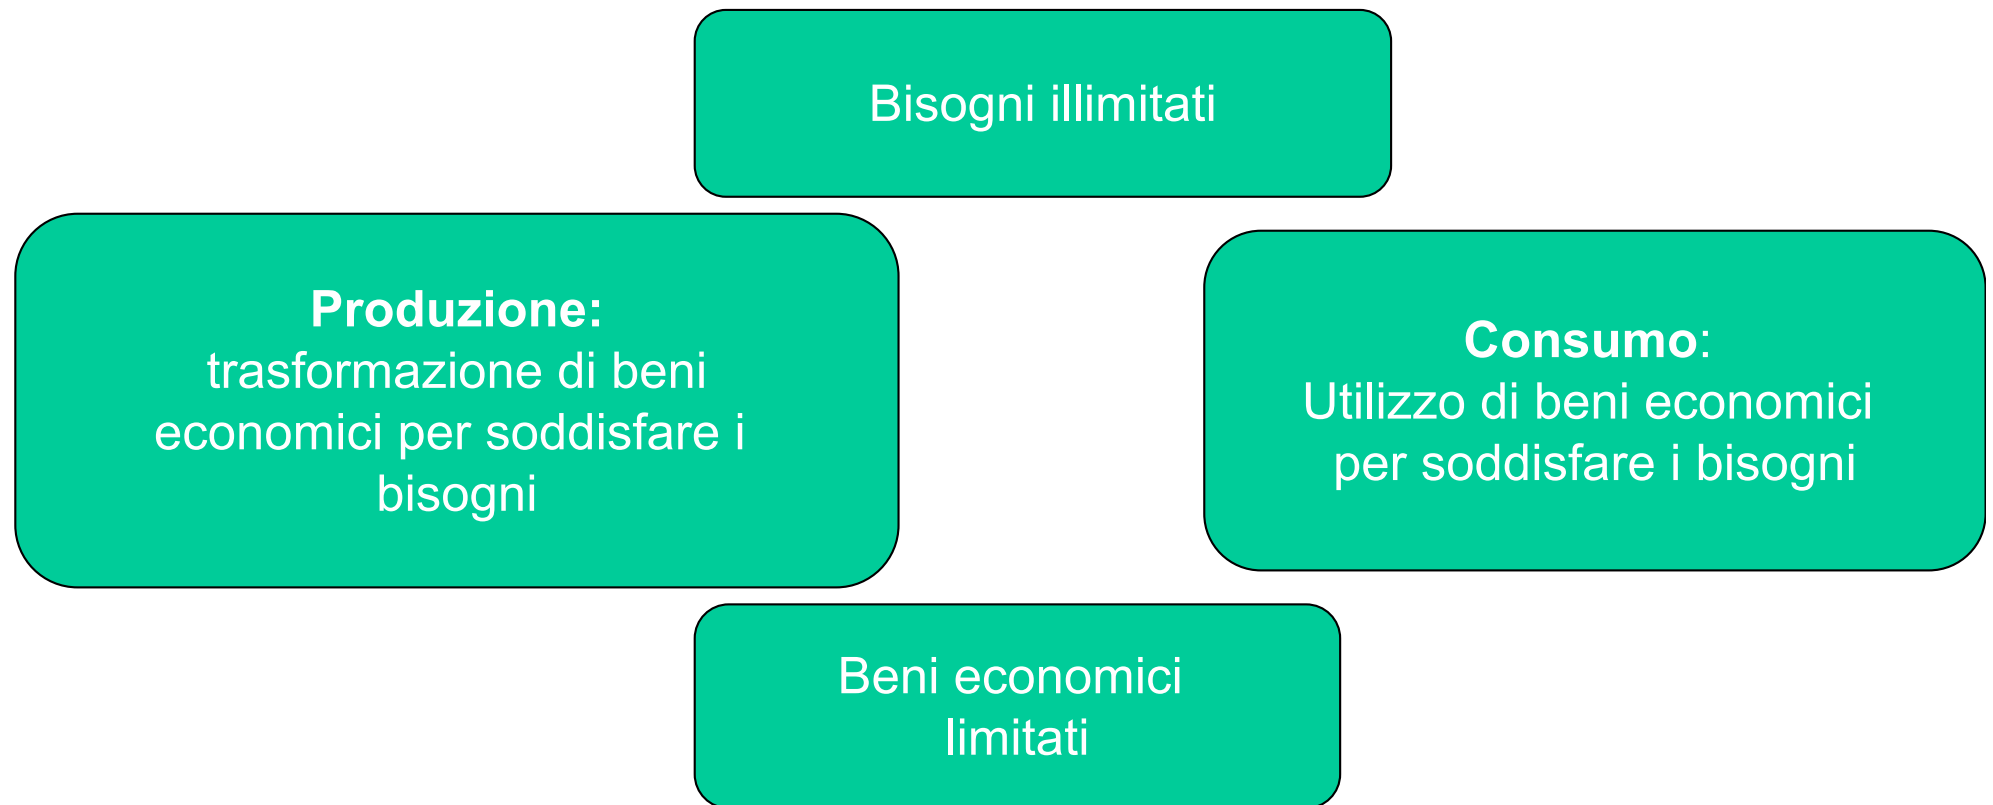 Bisogni illimitati
Produzione:
trasformazione di beni
economici per soddisfare i
bisogni
Consumo:
Utilizzo di beni economici
per soddisfare i bisogni
Beni economici
limitati